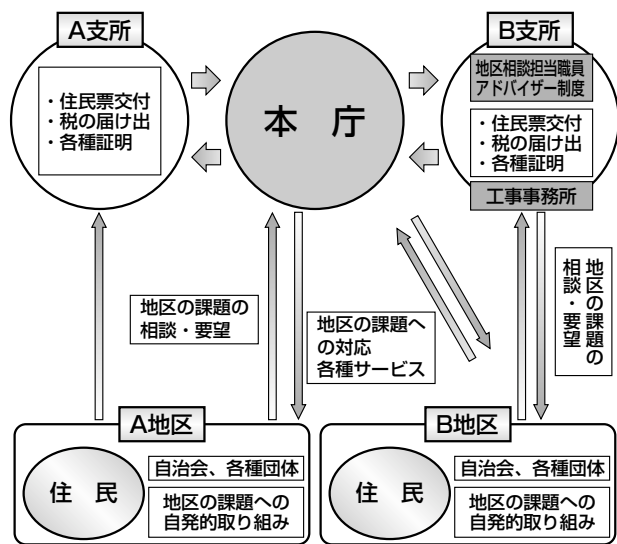 A支所
・住民票交付
・税の届け出
・各種証明
本　庁
B支所
地区相談担当職員
アドバイザー制度
・住民票交付
・税の届け出
・各種証明
工事事務所
地区の課題の
相談・要望
地区の課題へ
の対応
各種サービス
地区の課題の
相談・要望
A地区
住　民
自治会、各種団体
地区の課題への
自発的取り組み
B地区
住　民
自治会、各種団体
地区の課題への
自発的取り組み